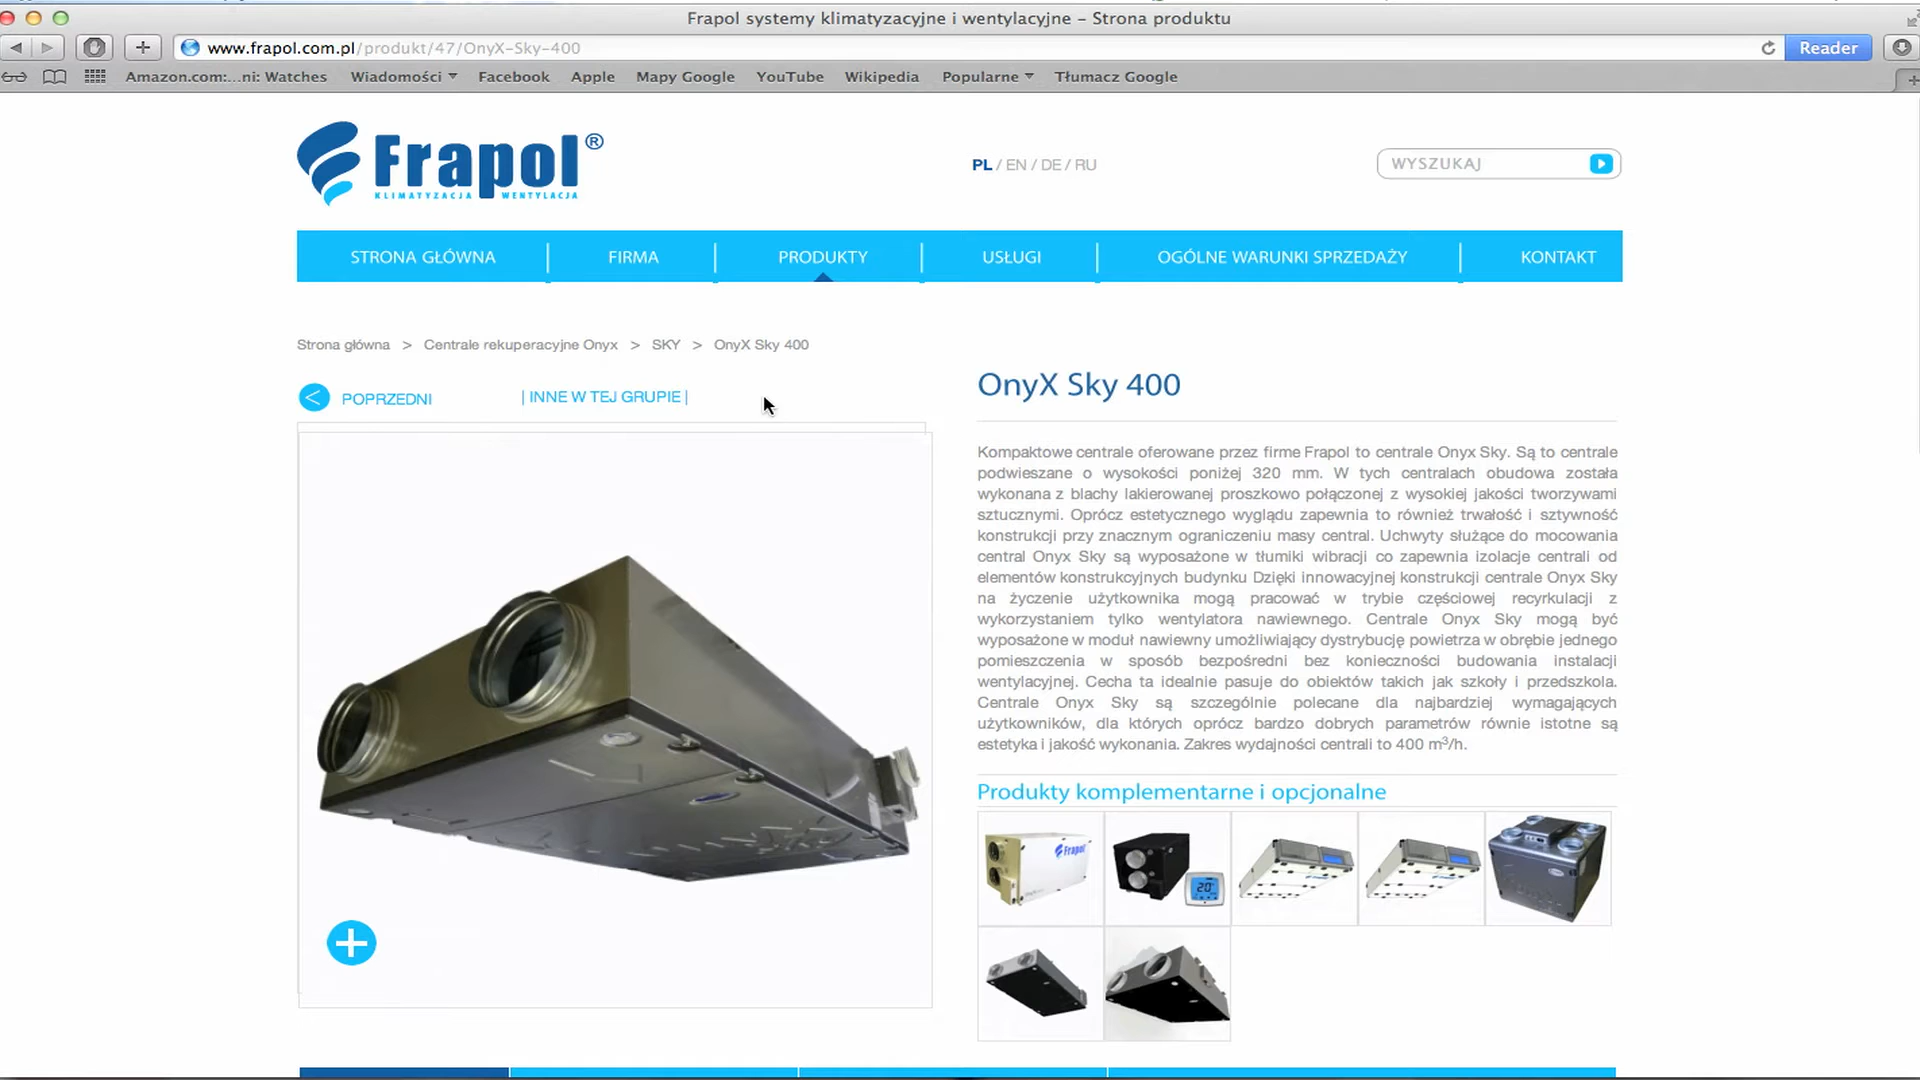 Frapol systemy klimatyzacyjne i wentylacyjne – Strona produktu
www.frapol.com.pl/produkt/47/OnyX-Sky-400
Reader
Amazon.com:...ni: Watches Wiadomości Facebook Apple Mapy Google YouTube Wikipedia Popularne Tłumacz Google
Frapol®
KLIMATYZACJA WENTYLACJA
PL / EN / DE / RU
WYSZUKAJ
STRONA GŁÓWNA FIRMA PRODUKTY USŁUGI OGÓLNE WARUNKI SPRZEDAŻY KONTAKT
Strona główna > Centrale rekuperacyjne Onyx > SKY > OnyX Sky 400
< POPRZEDNI | INNE W TEJ GRUPIE |
OnyX Sky 400
Kompaktowe centrale oferowane przez firme Frapol to centrale Onyx Sky. Są to centrale
podwieszane o wysokości poniżej 320 mm. W tych centralach obudowa została
wykonana z blachy lakierowanej proszkowo połączonej z wysokiej jakości tworzywami
sztucznymi. Oprócz estetycznego wyglądu zapewnia to również trwałość i sztywność
konstrukcji przy znacznym ograniczeniu masy central. Uchwyty służące do mocowania
central Onyx Sky są wyposażone w tłumiki wibracji co zapewnia izolacje centrali od
elementów konstrukcyjnych budynku Dzięki innowacyjnej konstrukcji centrale Onyx Sky
na życzenie użytkownika mogą pracować w trybie częściowej recyrkulacji z
wykorzystaniem tylko wentylatora nawiewnego. Centrale Onyx Sky mogą być
wyposażone w moduł nawiewny umożliwiający dystrybucję powietrza w obrębie jednego
pomieszczenia w sposób bezpośredni bez konieczności budowania instalacji
wentylacyjnej. Cecha ta idealnie pasuje do obiektów takich jak szkoły i przedszkola.
Centrale Onyx Sky są szczególnie polecane dla najbardziej wymagających
użytkowników, dla których oprócz bardzo dobrych parametrów równie istotne są
estetyka i jakość wykonania. Zakres wydajności centrali to 400 m³/h.
Produkty komplementarne i opcjonalne
Frapol
20°